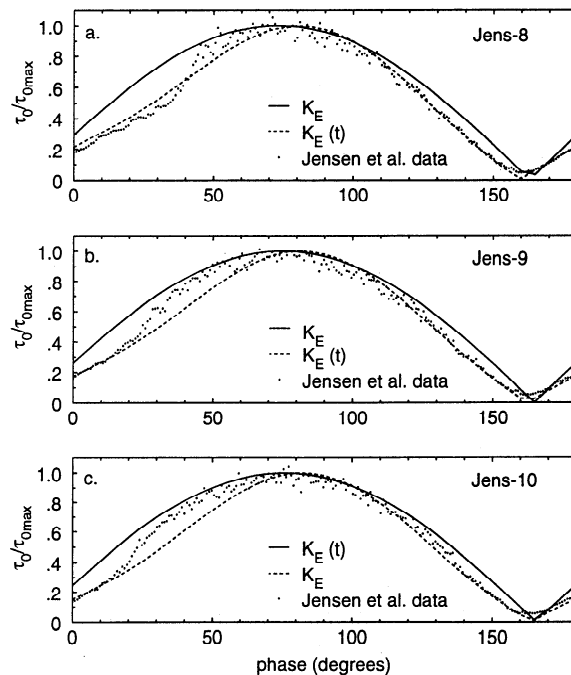 a.
Jens-8
τ0/τ0max
1.0
.8
.6
.4
.2
0
K_E
K_E (t)
Jensen et al. data
0
50
100
150
b.
Jens-9
τ0/τ0max
1.0
.8
.6
.4
.2
0
K_E
K_E (t)
Jensen et al. data
0
50
100
150
c.
Jens-10
τ0/τ0max
1.0
.8
.6
.4
.2
0
K_E (t)
K_E
Jensen et al. data
0
50
100
150
phase (degrees)